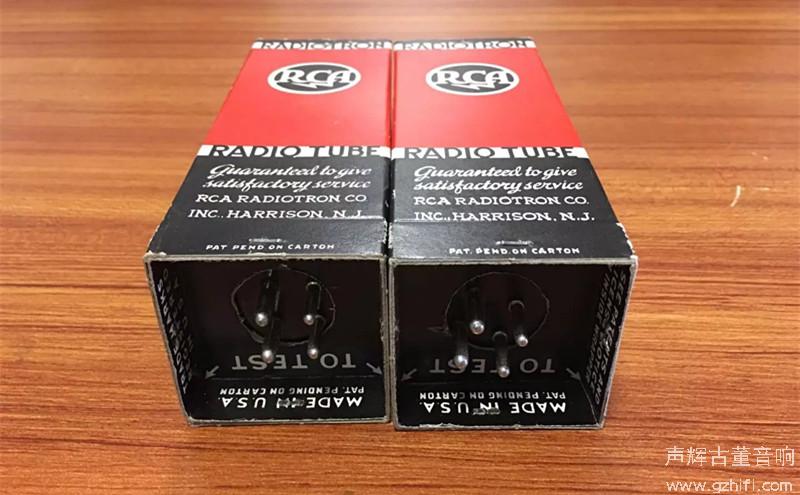 RADIOTRON
RCA
RADIO TUBE
Guaranteed to give
satisfactory service
RCA RADIOTRON CO.
INC., HARRISON, N.J.
PAT. PEND. ON CARTON
TO TEST
PAT. PENDING ON CARTON
MADE IN U.S.A.
RADIOTRON
RCA
RADIO TUBE
Guaranteed to give
satisfactory service
RCA RADIOTRON CO.
INC., HARRISON, N.J.
PAT. PEND. ON CARTON
TO TEST
PAT. PENDING ON CARTON
MADE IN U.S.A.
声辉古董音响
www.gzhifi.com